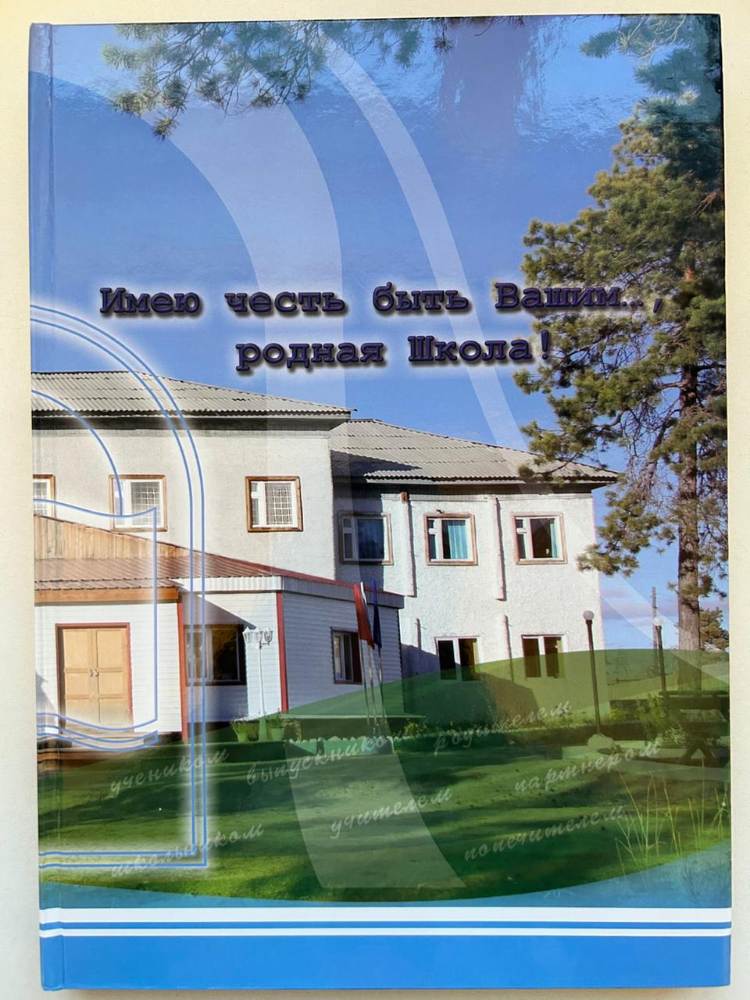 Имею честь быть Вашим...,
родная Школа!
учеником выпускником родителем
школьником учителем партнером
попечителем